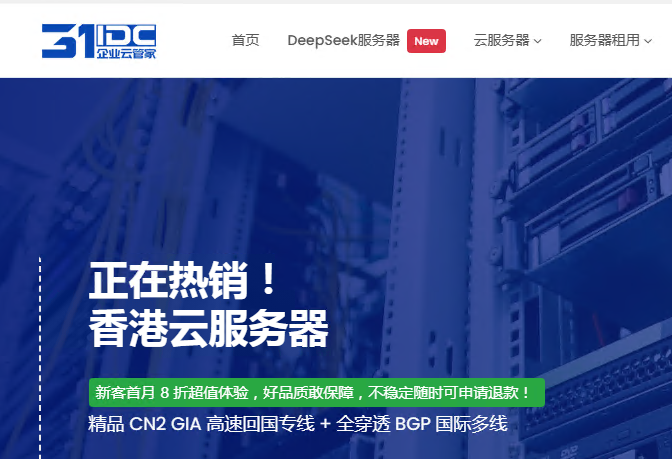 31IDC
企业云管家
首页 DeepSeek服务器 New 云服务器 服务器租用
正在热销！
香港云服务器
新客首月 8 折超值体验，好品质敢保障，不稳定随时可申请退款！
精品 CN2 GIA 高速回国专线 + 全穿透 BGP 国际多线